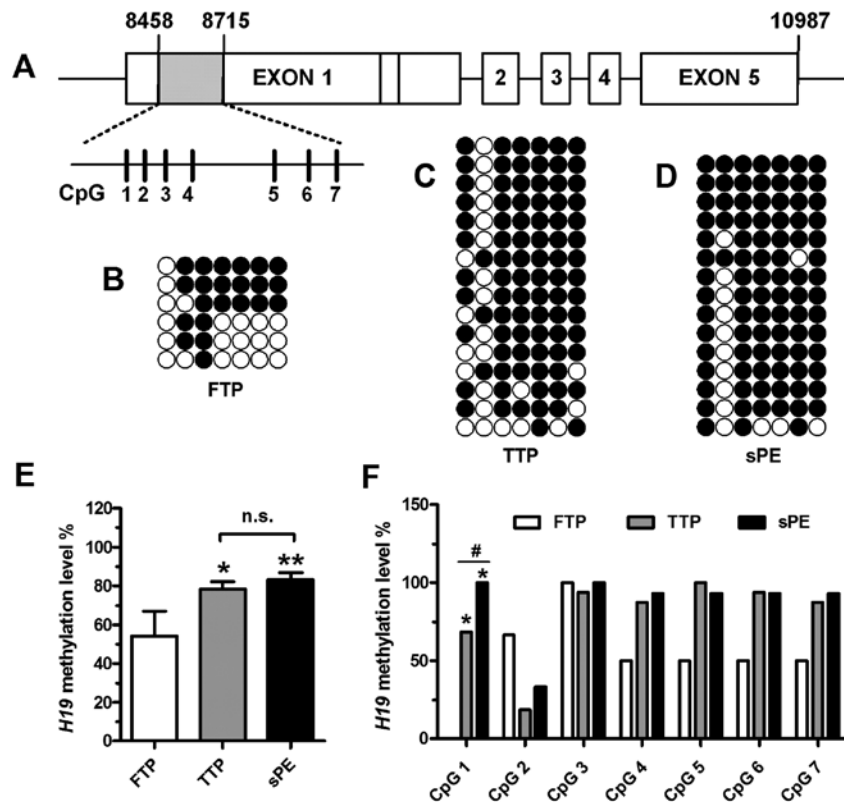 8458 8715 10987
A
EXON 1 2 3 4 EXON 5
CpG 1 2 3 4 5 6 7
B
FTP
C
TTP
D
sPE
E
H19 methylation level %
100
80
60
40
20
0
n.s.
* **
FTP TTP sPE
F
H19 methylation level %
150
100
50
0
FTP TTP sPE
#
* *
CpG 1 CpG 2 CpG 3 CpG 4 CpG 5 CpG 6 CpG 7